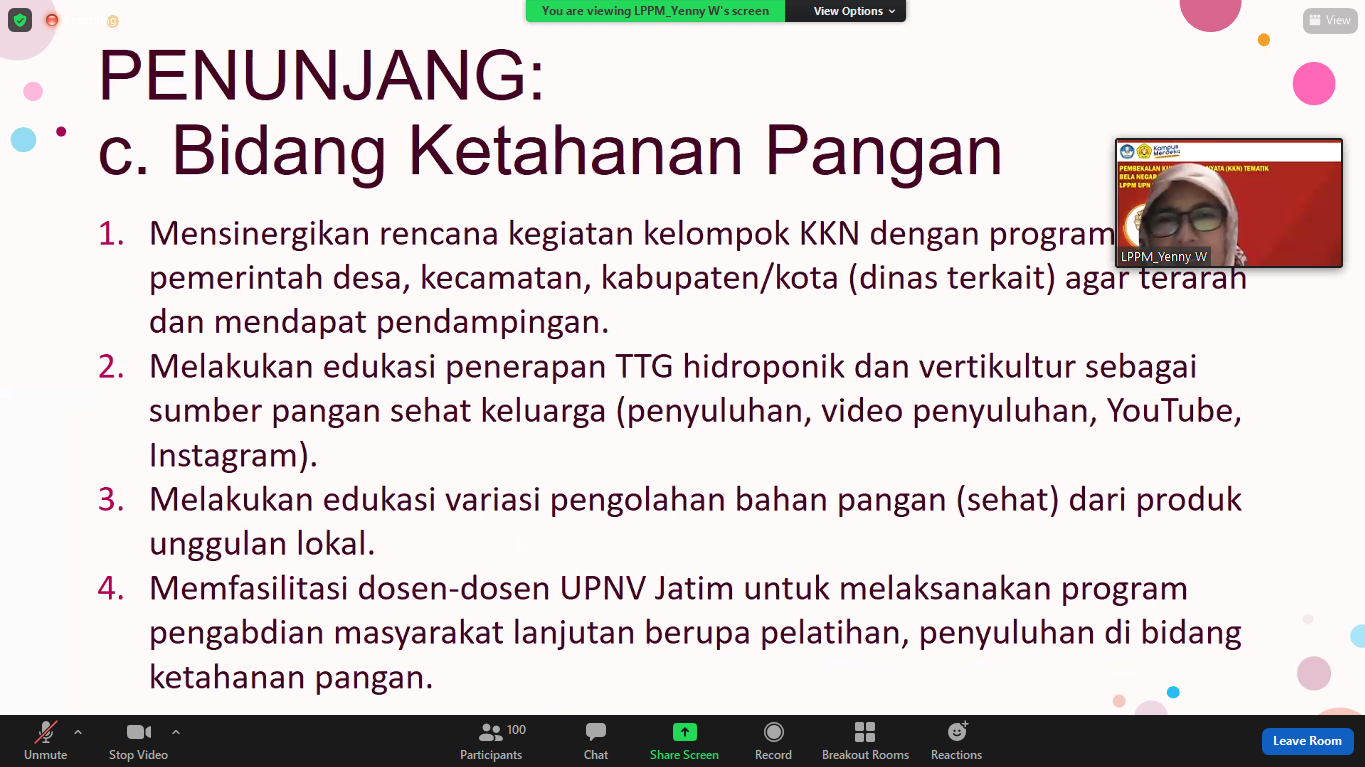 You are viewing LPPM_Yenny W's screen
View Options
View
PENUNJANG:
c. Bidang Ketahanan Pangan
Kampus
Merdeka
PEMBEKALAN
NYATA (KKN) TEMATIK
BELA NEGAR
LPPM UPN
LPPM_Yenny W
1. Mensinergikan rencana kegiatan kelompok KKN dengan program
pemerintah desa, kecamatan, kabupaten/kota (dinas terkait) agar terarah
dan mendapat pendampingan.
2. Melakukan edukasi penerapan TTG hidroponik dan vertikultur sebagai
sumber pangan sehat keluarga (penyuluhan, video penyuluhan, YouTube,
Instagram).
3. Melakukan edukasi variasi pengolahan bahan pangan (sehat) dari produk
unggulan lokal.
4. Memfasilitasi dosen-dosen UPNV Jatim untuk melaksanakan program
pengabdian masyarakat lanjutan berupa pelatihan, penyuluhan di bidang
ketahanan pangan.
Unmute
Stop Video
100
Participants
Chat
Share Screen
Record
Breakout Rooms
Reactions
Leave Room